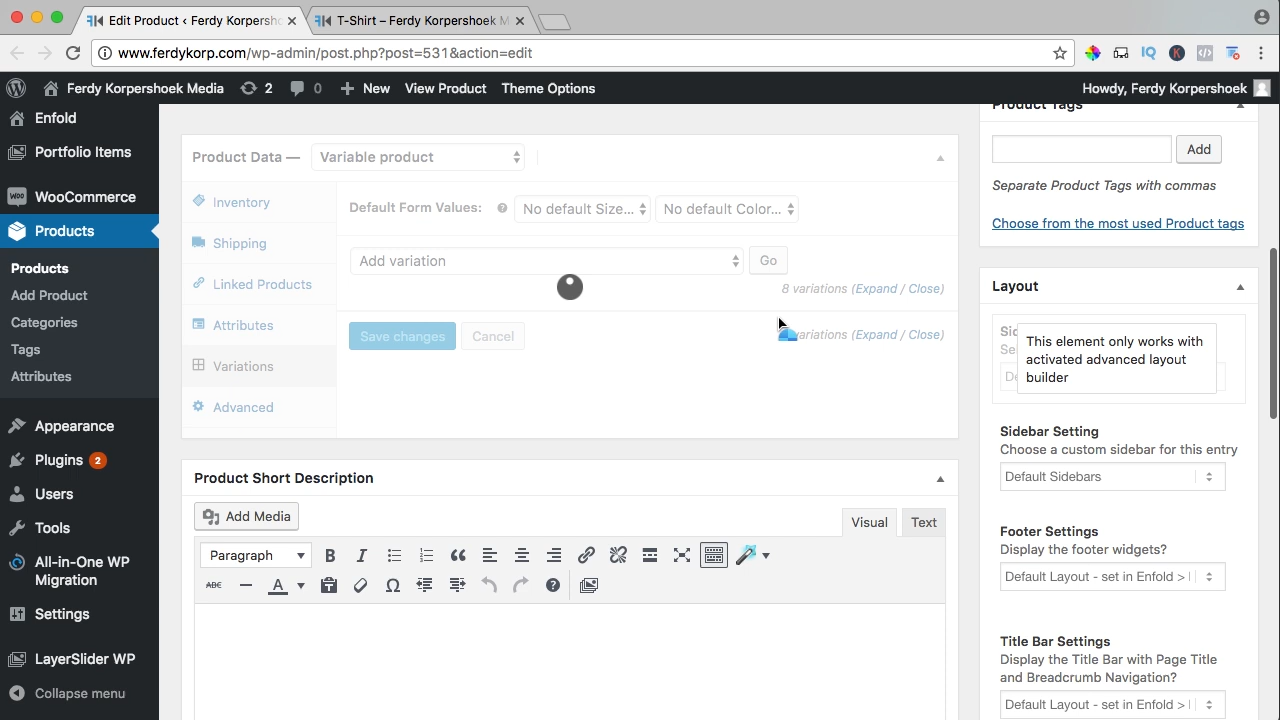 Edit Product ‹ Ferdy Korpersho
T-Shirt – Ferdy Korpershoek M
www.ferdykorp.com/wp-admin/post.php?post=531&action=edit
Ferdy Korpershoek Media
2
0
New
View Product
Theme Options
Howdy, Ferdy Korpershoek
Enfold
Portfolio Items
WooCommerce
Products
Products
Add Product
Categories
Tags
Attributes
Appearance
Plugins 2
Users
Tools
All-in-One WP
Migration
Settings
LayerSlider WP
Collapse menu
Product Data —
Variable product
Inventory
Shipping
Linked Products
Attributes
Variations
Advanced
Default Form Values:
No default Size...
No default Color...
Add variation
Go
8 variations (Expand / Close)
Save changes
Cancel
variations (Expand / Close)
Product Short Description
Add Media
Visual
Text
Paragraph
B
I
ABC
A
Product Tags
Add
Separate Product Tags with commas
Choose from the most used Product tags
Layout
This element only works with
activated advanced layout
builder
Sidebar Setting
Choose a custom sidebar for this entry
Default Sidebars
Footer Settings
Display the footer widgets?
Default Layout - set in Enfold >
Title Bar Settings
Display the Title Bar with Page Title
and Breadcrumb Navigation?
Default Layout - set in Enfold >